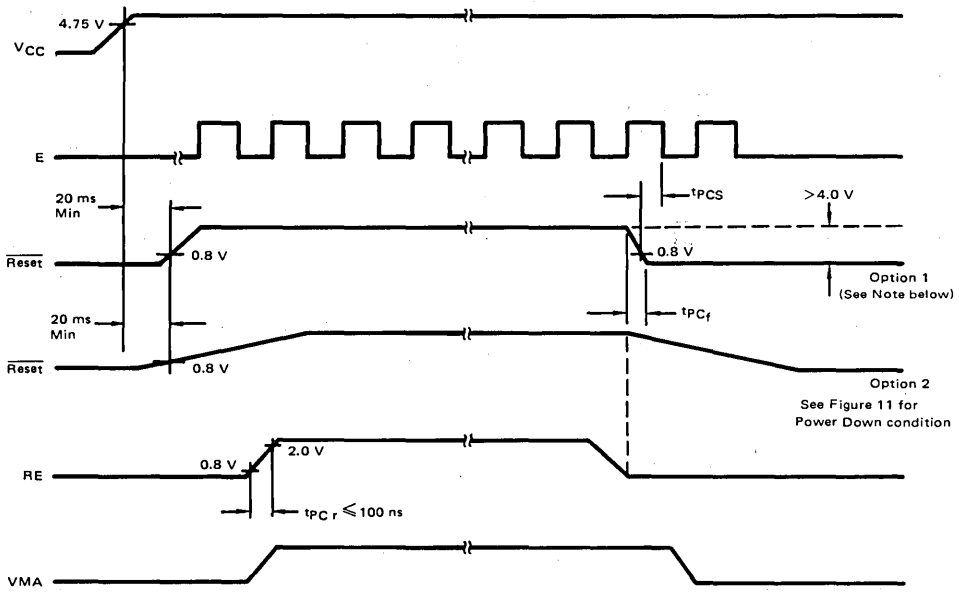 4.75 V
VCC
E
20 ms
Min
tPCS
>4.0 V
0.8 V
0.8 V
Reset
Option 1
(See Note below)
20 ms
Min
tPCf
0.8 V
Reset
Option 2
See Figure 11 for
Power Down condition
0.8 V
2.0 V
RE
tPCr ≤ 100 ns
VMA